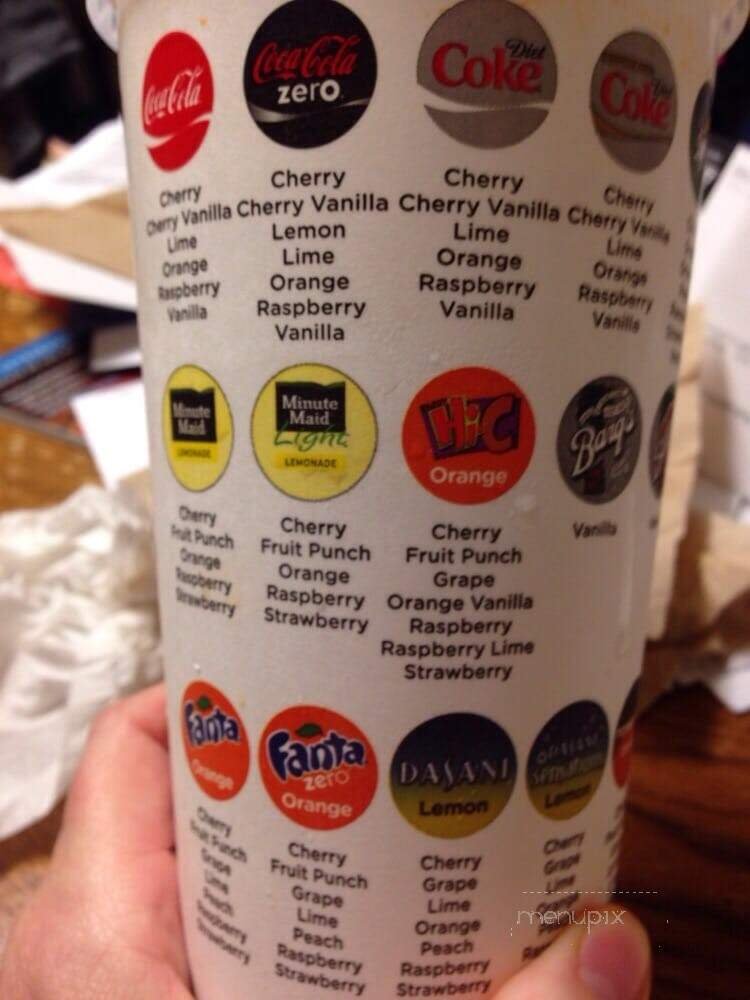 Coca-Cola
Cherry
Cherry Vanilla
Lime
Orange
Raspberry
Vanilla
Coca-Cola
zero
Cherry
Cherry Vanilla
Lemon
Lime
Orange
Raspberry
Vanilla
Diet
Coke
Cherry
Cherry Vanilla
Lime
Orange
Raspberry
Vanilla
Coke
Cherry
Cherry Vanilla
Lime
Orange
Raspberry
Vanilla
Minute
Maid
LEMONADE
Cherry
Fruit Punch
Orange
Raspberry
Strawberry
Minute
Maid
Light
LEMONADE
Cherry
Fruit Punch
Orange
Raspberry
Strawberry
Hi-C
Orange
Cherry
Fruit Punch
Grape
Orange Vanilla
Raspberry
Raspberry Lime
Strawberry
Barq's
Vanilla
Fanta
Orange
Cherry
Fruit Punch
Grape
Lime
Peach
Raspberry
Strawberry
Fanta
zero
Orange
Cherry
Fruit Punch
Grape
Lime
Peach
Raspberry
Strawberry
DASANI
Lemon
Cherry
Grape
Lime
Orange
Peach
Raspberry
Strawberry
Lemon
Cherry
Grape
Lime
Orange
menupix